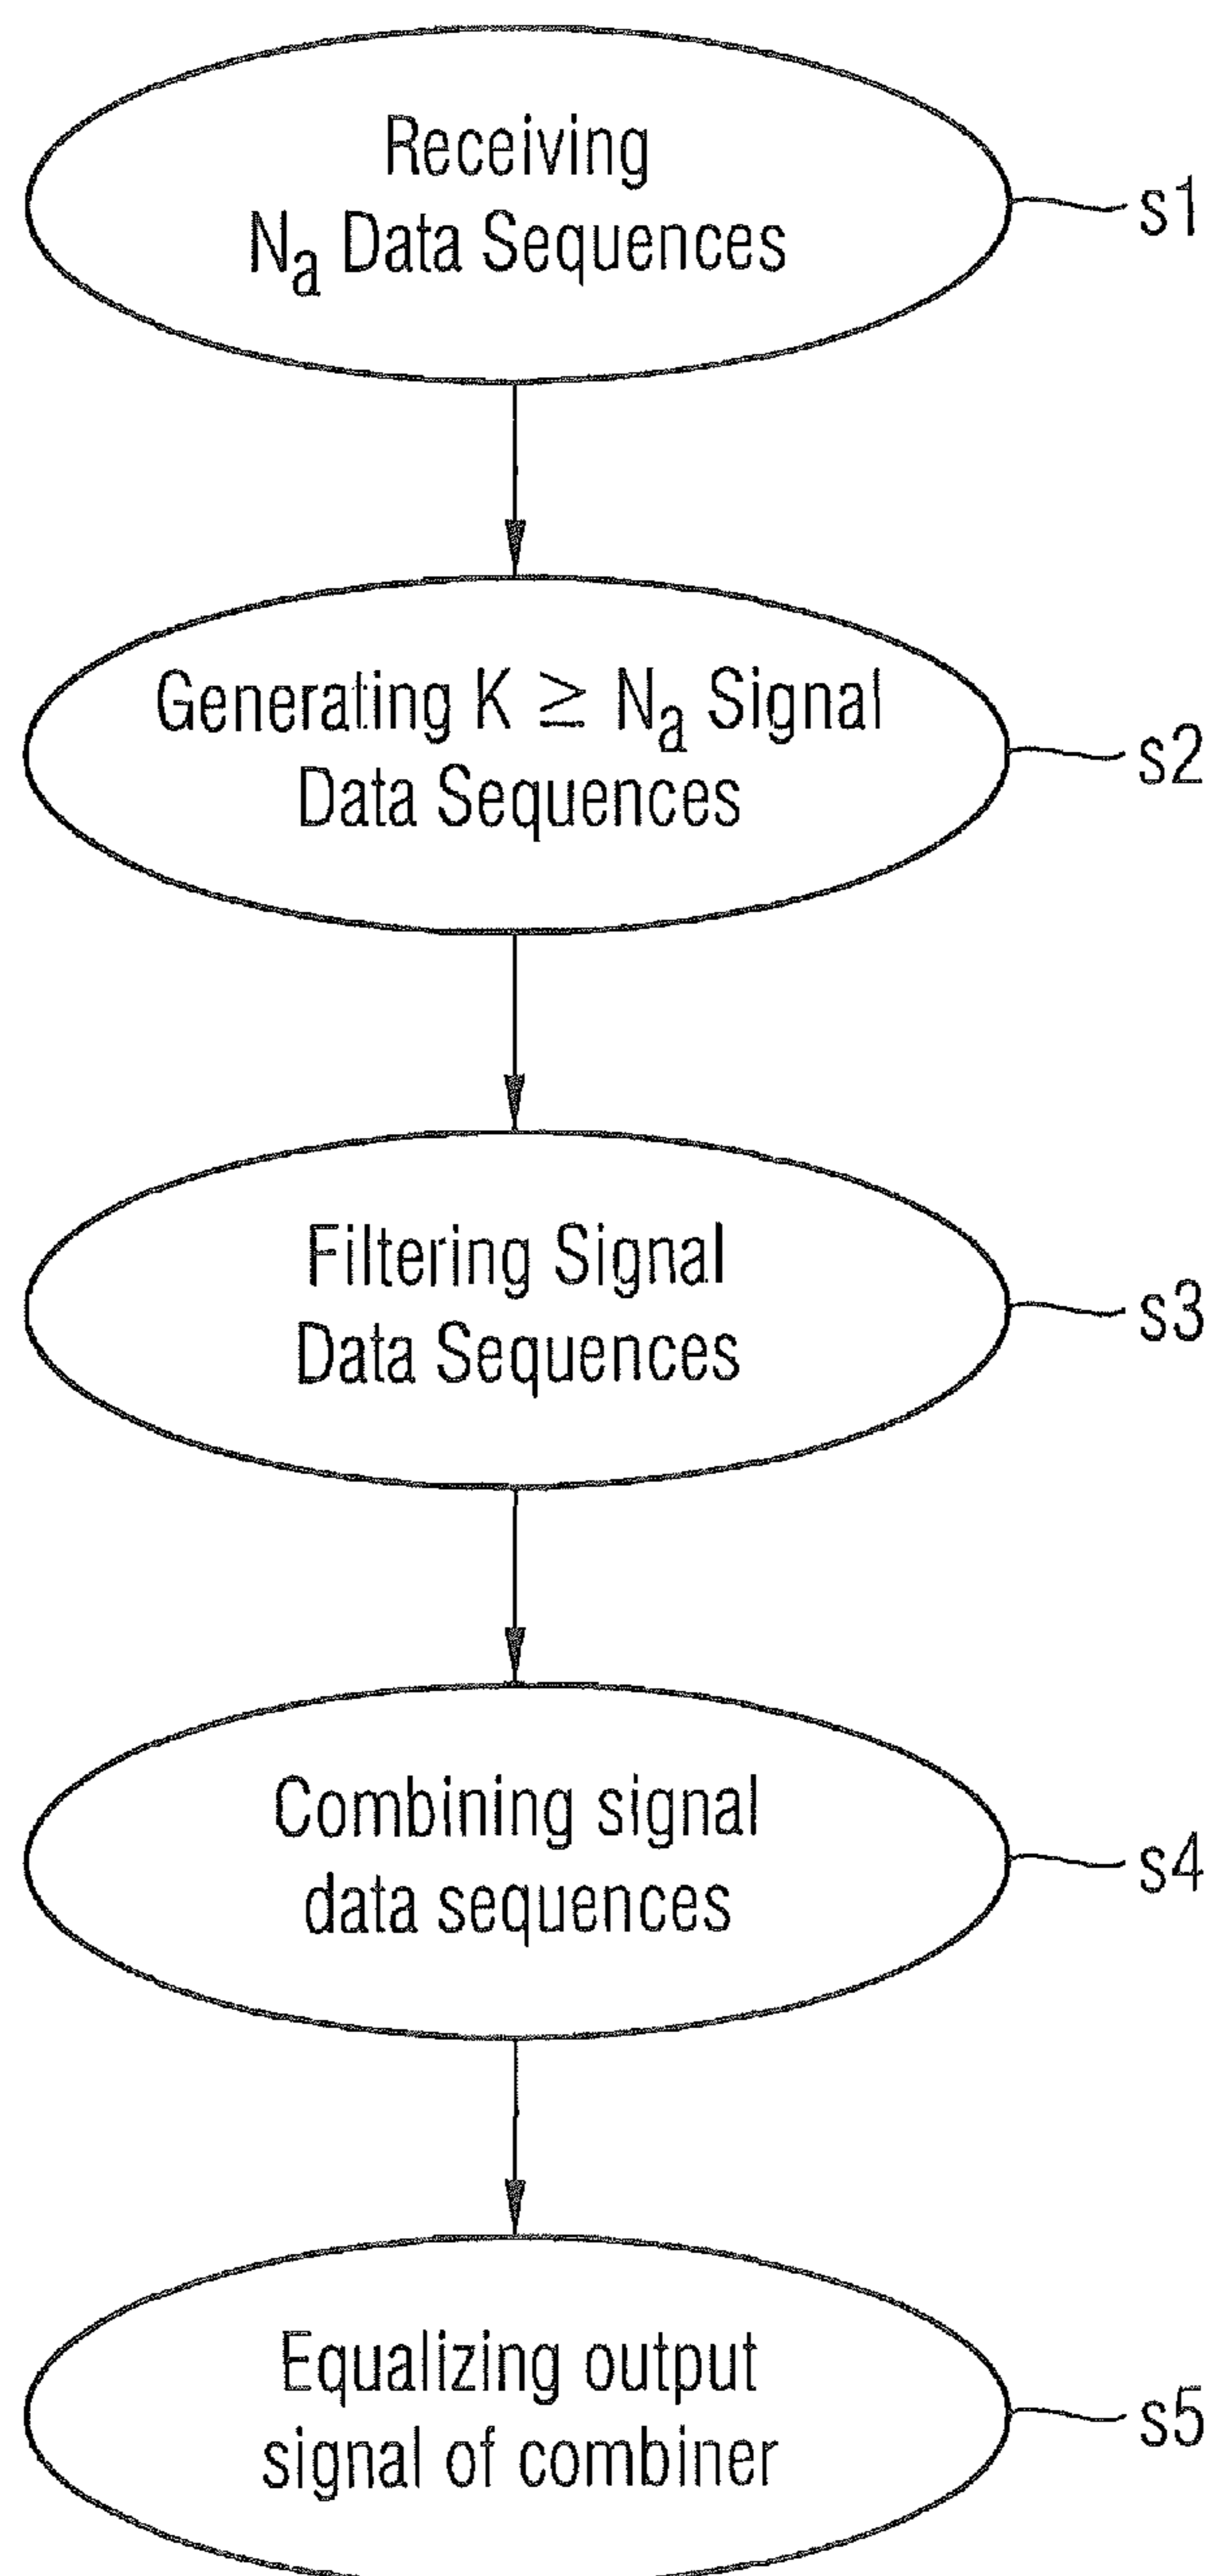 Receiving
Nₐ Data Sequences
s1
Generating K ≥ Nₐ Signal
Data Sequences
s2
Filtering Signal
Data Sequences
s3
Combining signal
data sequences
s4
Equalizing output
signal of combiner
s5